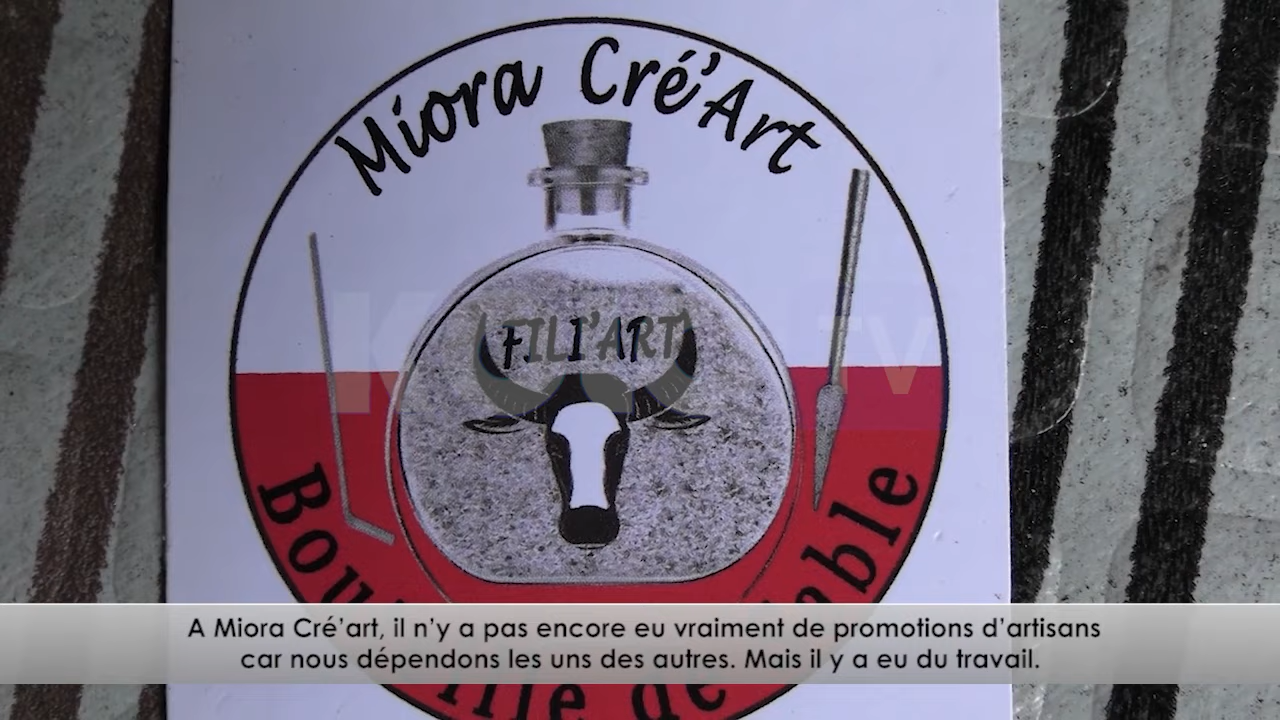 Miora Cré'Art
FILI'ART
TV
A Miora Cré'art, il n'y a pas encore eu vraiment de promotions d'artisans
car nous dépendons les uns des autres. Mais il y a eu du travail.